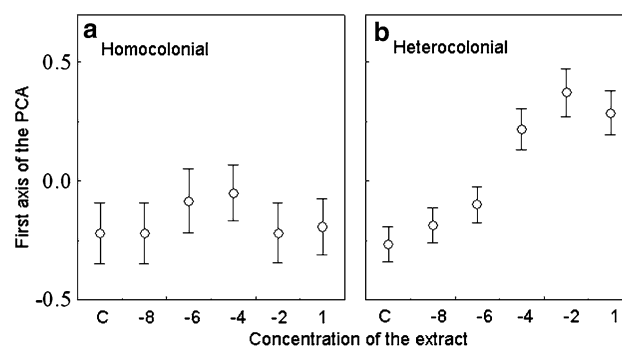 a
Homocolonial
b
Heterocolonial
First axis of the PCA
0.5
0.0
-0.5
C -8 -6 -4 -2 1
C -8 -6 -4 -2 1
Concentration of the extract